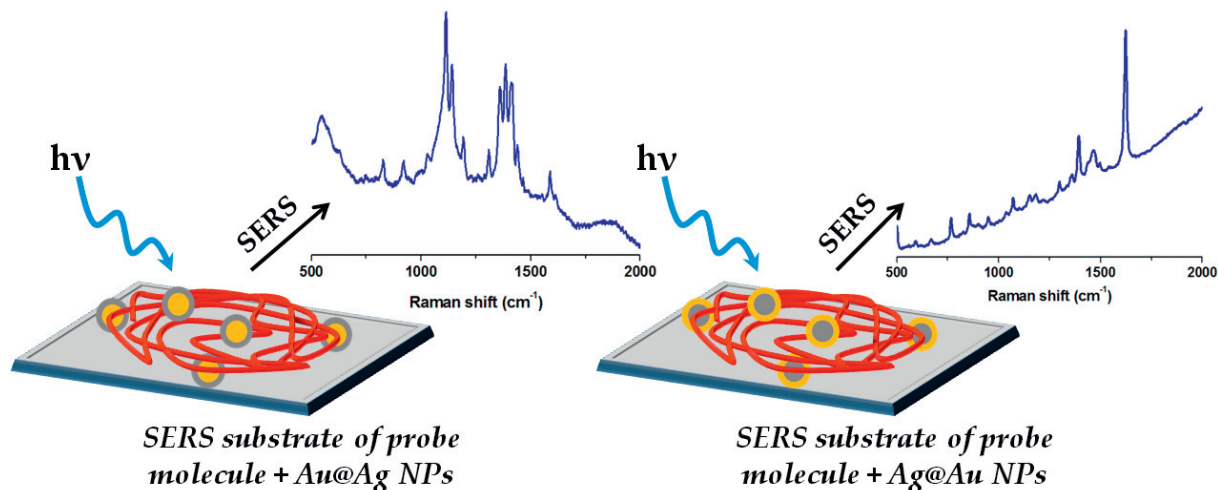 hν
SERS
500 1000 1500 2000
Raman shift (cm⁻¹)
SERS substrate of probe
molecule + Au@Ag NPs
hν
SERS
500 1000 1500 2000
Raman shift (cm⁻¹)
SERS substrate of probe
molecule + Ag@Au NPs